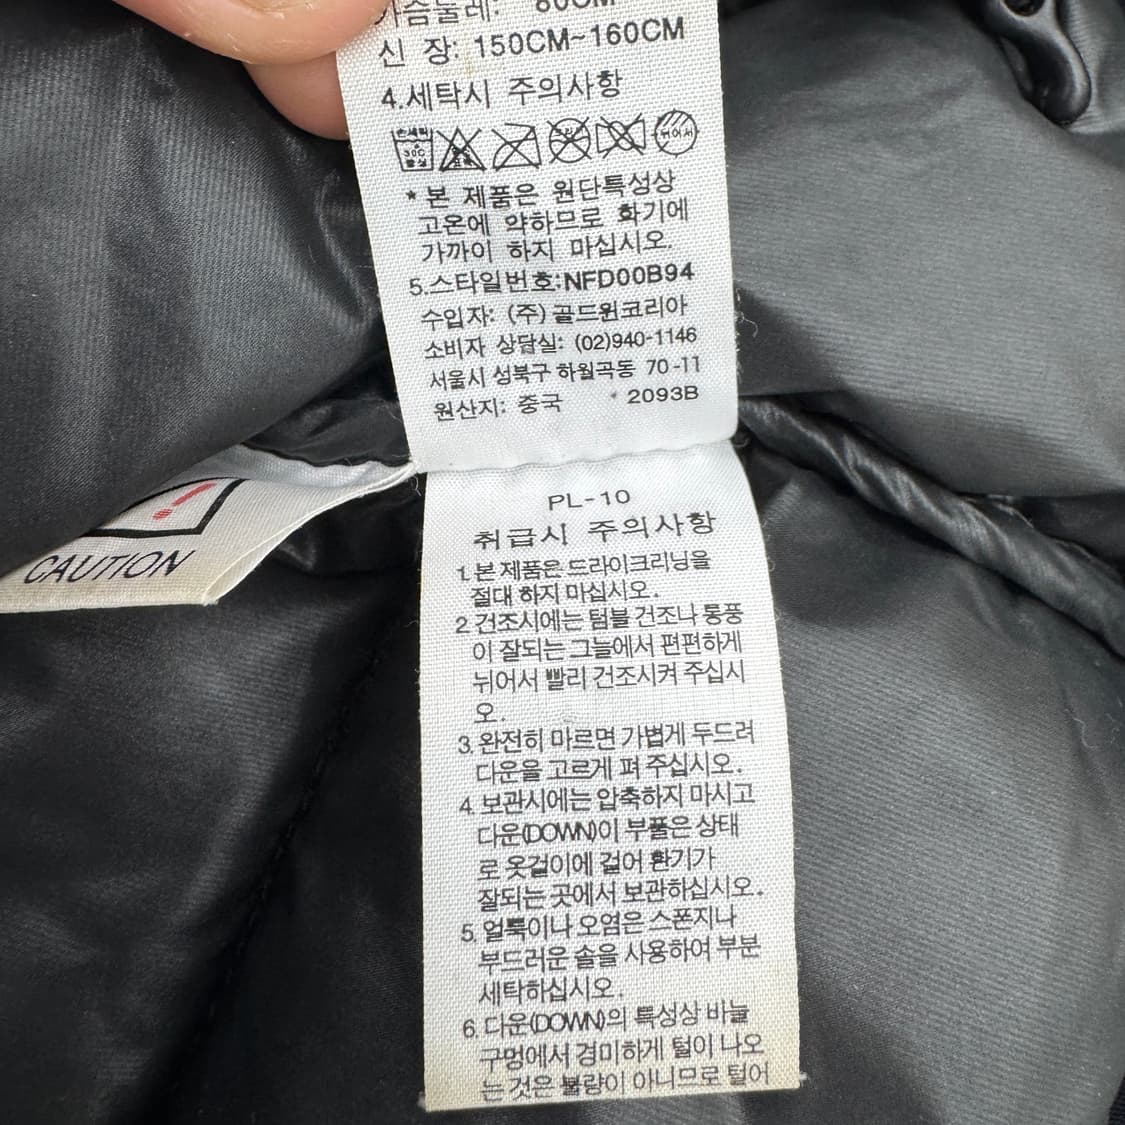 가슴둘레: 80CM
신 장: 150CM~160CM
4.세탁시 주의사항
손세탁
30℃
중성
뉘어서
* 본 제품은 원단특성상
고온에 약하므로 화기에
가까이 하지 마십시오.
5.스타일번호:NFD00B94
수입자: (주) 골드윈코리아
소비자 상담실: (02)940-1146
서울시 성북구 하월곡동 70-11
원산지: 중국 * 2093B
CAUTION
PL-10
취급시 주의사항
1. 본 제품은 드라이크리닝을
절대 하지 마십시오.
2. 건조시에는 텀블 건조나 통풍
이 잘되는 그늘에서 편편하게
뉘어서 빨리 건조시켜 주십시
오.
3. 완전히 마르면 가볍게 두드려
다운을 고르게 펴 주십시오.
4. 보관시에는 압축하지 마시고
다운(DOWN)이 부풀은 상태
로 옷걸이에 걸어 환기가
잘되는 곳에서 보관하십시오.
5. 얼룩이나 오염은 스폰지나
부드러운 솔을 사용하여 부분
세탁하십시오.
6. 다운(DOWN)의 특성상 바늘
구멍에서 경미하게 털이 나오
는 것은 불량이 아니므로 털어